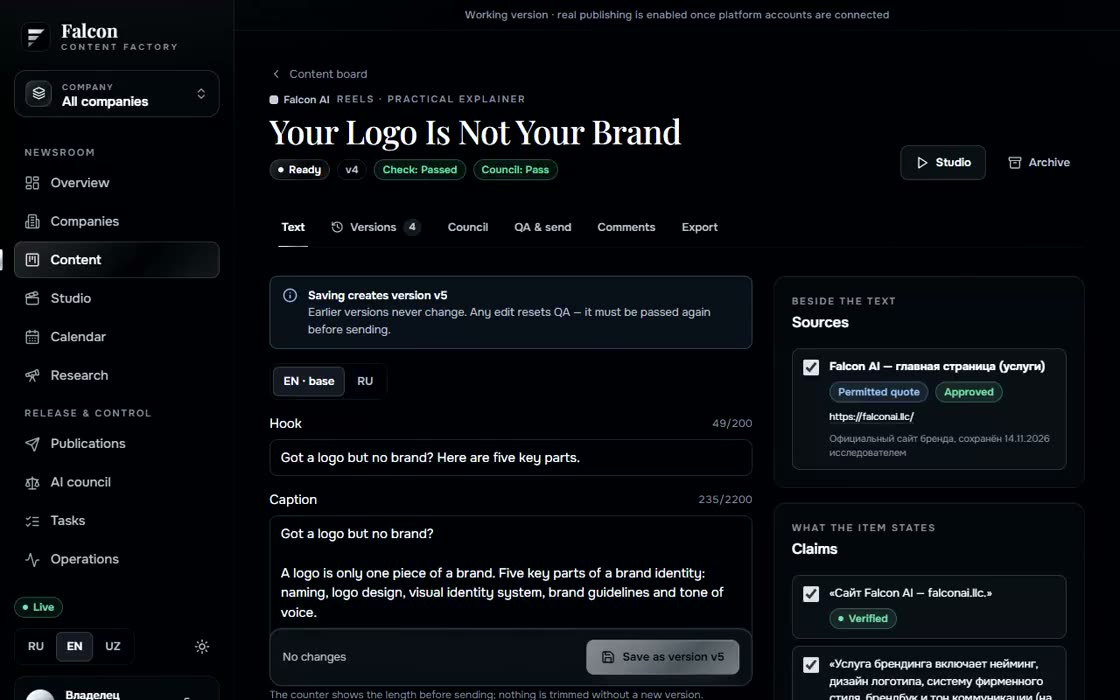 Working version · real publishing is enabled once platform accounts are connected
Falcon
CONTENT FACTORY
COMPANY
All companies
NEWSROOM
Overview
Companies
Content
Studio
Calendar
Research
RELEASE & CONTROL
Publications
AI council
Tasks
Operations
Live
RU EN UZ
Владелец
Content board
Falcon AI REELS · PRACTICAL EXPLAINER
Your Logo Is Not Your Brand
Ready v4 Check: Passed Council: Pass
Studio Archive
Text Versions 4 Council QA & send Comments Export
Saving creates version v5
Earlier versions never change. Any edit resets QA — it must be passed again
before sending.
EN · base RU
Hook 49/200
Got a logo but no brand? Here are five key parts.
Caption 235/2200
Got a logo but no brand?
A logo is only one piece of a brand. Five key parts of a brand identity:
naming, logo design, visual identity system, brand guidelines and tone of
voice.
No changes Save as version v5
The counter shows the length before sending; nothing is trimmed without a new version.
BESIDE THE TEXT
Sources
Falcon AI — главная страница (услуги)
Permitted quote Approved
https://falconai.llc/
Официальный сайт бренда, сохранён 14.11.2026
исследователем
WHAT THE ITEM STATES
Claims
«Сайт Falcon AI — falconai.llc.»
Verified
«Услуга брендинга включает нейминг,
дизайн логотипа, систему фирменного
стиля, брендбук и тон коммуникации (на